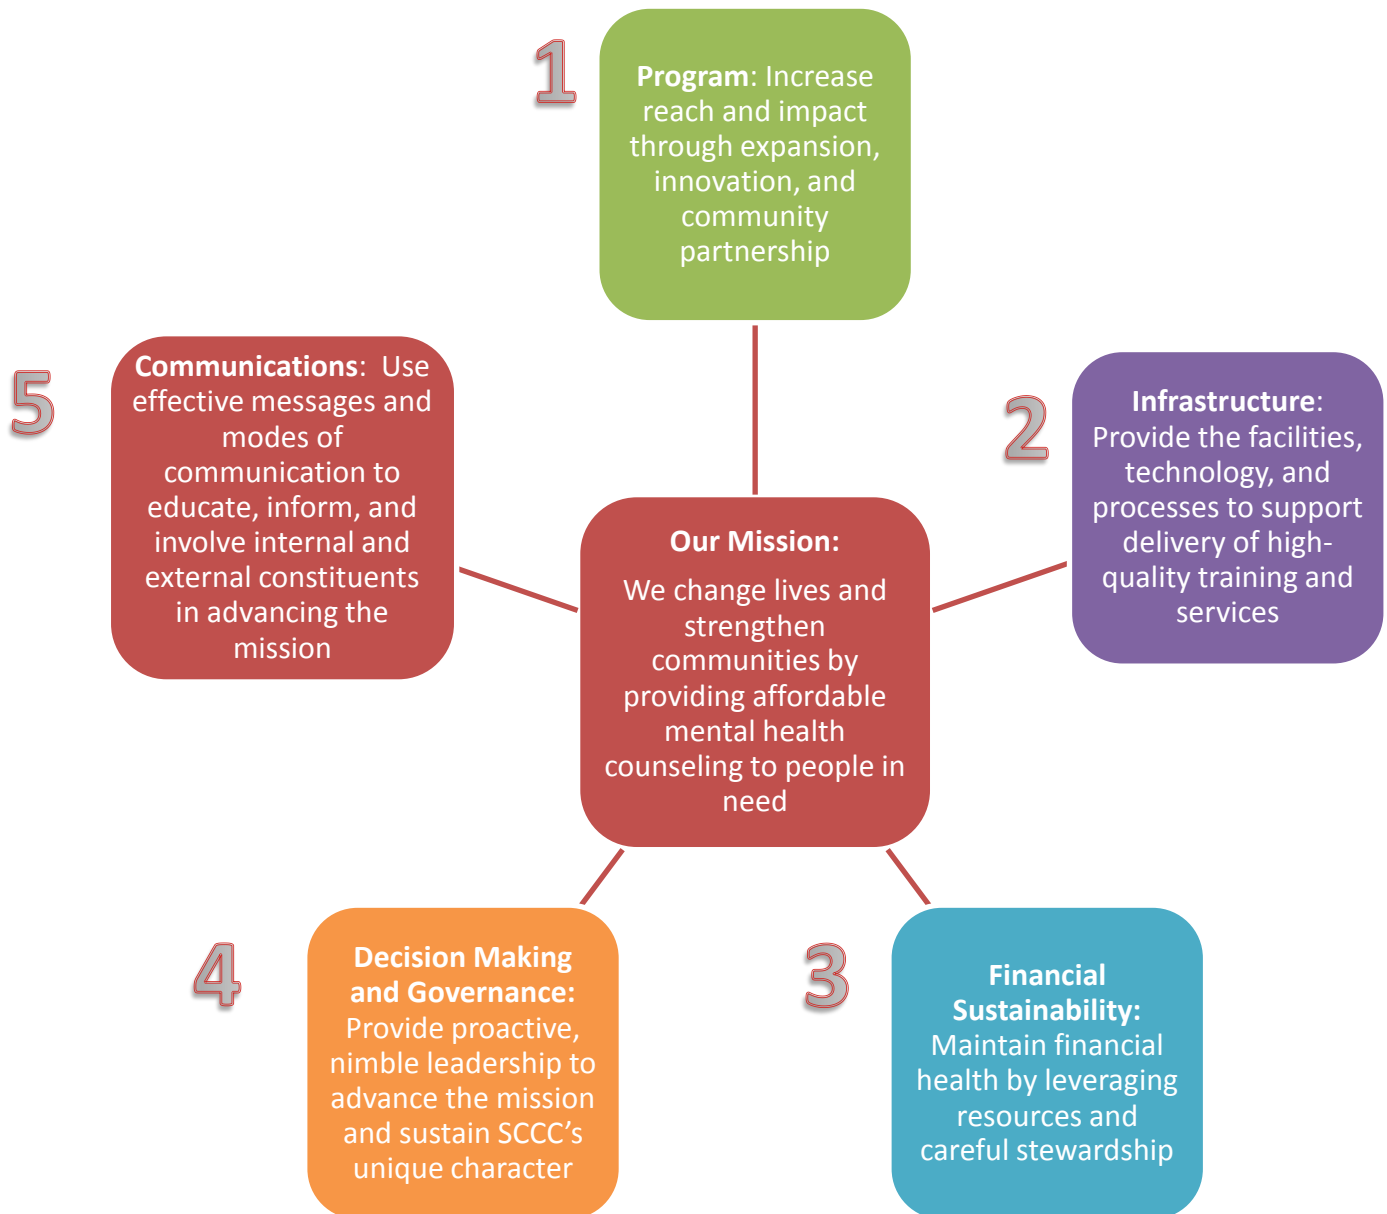 1
Program: Increase
reach and impact
through expansion,
innovation, and
community
partnership
2
Infrastructure:
Provide the facilities,
technology, and
processes to support
delivery of high-
quality training and
services
3
Financial
Sustainability:
Maintain financial
health by leveraging
resources and
careful stewardship
4
Decision Making
and Governance:
Provide proactive,
nimble leadership to
advance the mission
and sustain SCCC’s
unique character
5
Communications:  Use
effective messages and
modes of
communication to
educate, inform, and
involve internal and
external constituents
in advancing the
mission
Our Mission:
We change lives and
strengthen
communities by
providing affordable
mental health
counseling to people in
need